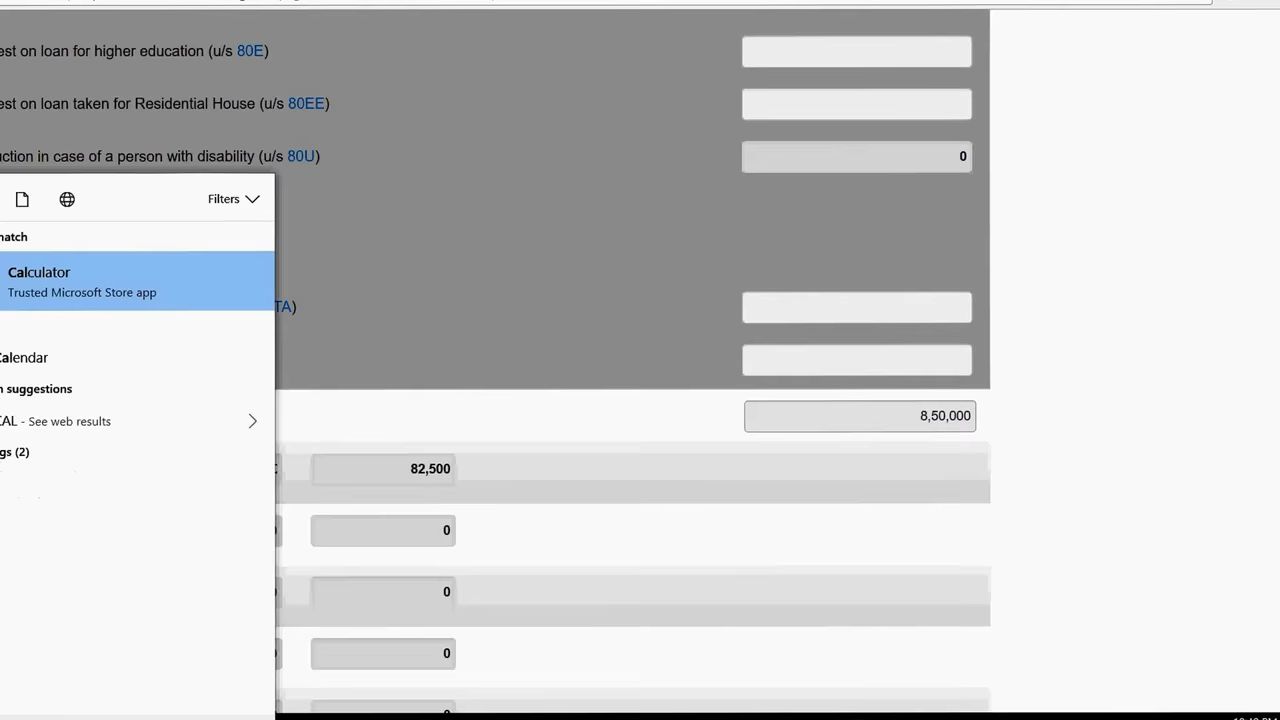 est on loan for higher education (u/s 80E)
est on loan taken for Residential House (u/s 80EE)
uction in case of a person with disability (u/s 80U)
0
Filters
natch
Calculator
Trusted Microsoft Store app
TA)
Calendar
n suggestions
8,50,000
CAL - See web results
gs (2)
82,500
0
0
0